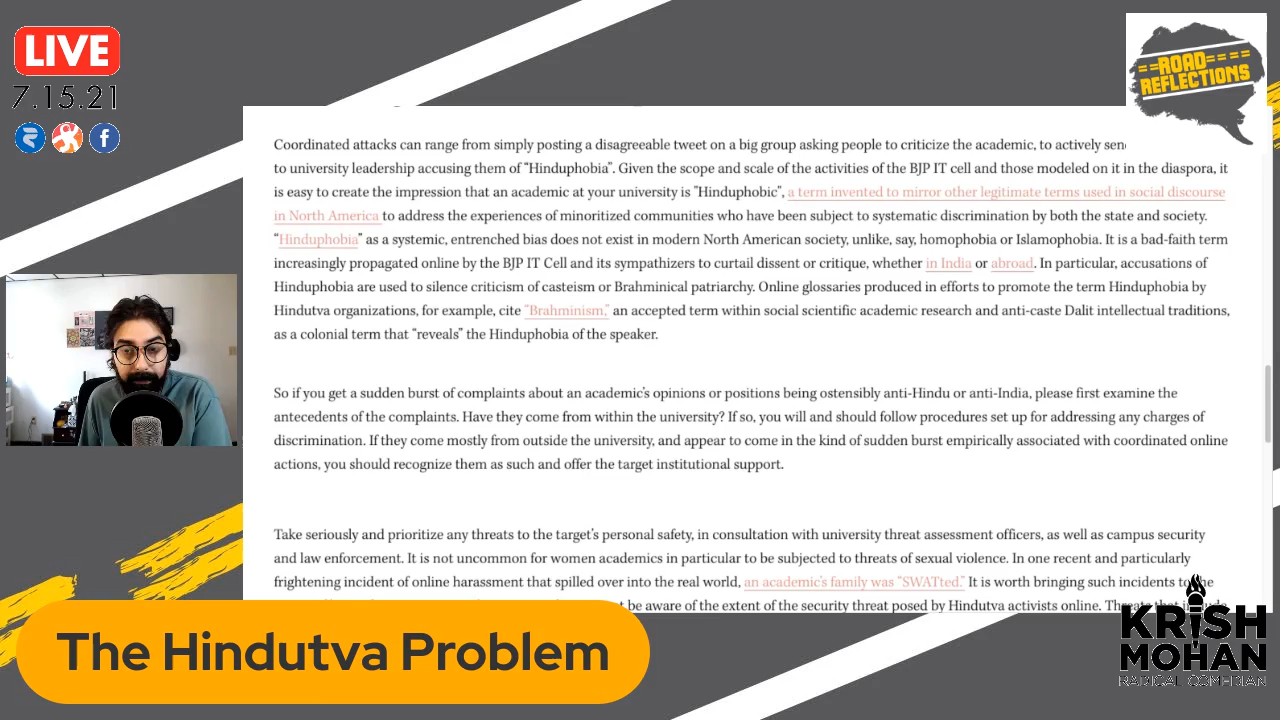 LIVE
7.15.21
==ROAD====
REFLECTIONS
Coordinated attacks can range from simply posting a disagreeable tweet on a big group asking people to criticize the academic, to actively
to university leadership accusing them of “Hinduphobia”. Given the scope and scale of the activities of the BJP IT cell and those modeled on it in the diaspora, it
is easy to create the impression that an academic at your university is "Hinduphobic", a term invented to mirror other legitimate terms used in social discourse
in North America to address the experiences of minoritized communities who have been subject to systematic discrimination by both the state and society.
“Hinduphobia” as a systemic, entrenched bias does not exist in modern North American society, unlike, say, homophobia or Islamophobia. It is a bad-faith term
increasingly propagated online by the BJP IT Cell and its sympathizers to curtail dissent or critique, whether in India or abroad. In particular, accusations of
Hinduphobia are used to silence criticism of casteism or Brahminical patriarchy. Online glossaries produced in efforts to promote the term Hinduphobia by
Hindutva organizations, for example, cite “Brahminism,” an accepted term within social scientific academic research and anti-caste Dalit intellectual traditions,
as a colonial term that “reveals” the Hinduphobia of the speaker.
So if you get a sudden burst of complaints about an academic's opinions or positions being ostensibly anti-Hindu or anti-India, please first examine the
antecedents of the complaints. Have they come from within the university? If so, you will and should follow procedures set up for addressing any charges of
discrimination. If they come mostly from outside the university, and appear to come in the kind of sudden burst empirically associated with coordinated online
actions, you should recognize them as such and offer the target institutional support.
Take seriously and prioritize any threats to the target's personal safety, in consultation with university threat assessment officers, as well as campus security
and law enforcement. It is not uncommon for women academics in particular to be subjected to threats of sexual violence. In one recent and particularly
frightening incident of online harassment that spilled over into the real world, an academic's family was “SWATted.” It is worth bringing such incidents to the
be aware of the extent of the security threat posed by Hindutva activists online.
The Hindutva Problem
KRISH
MOHAN
RADICAL COMEDIAN